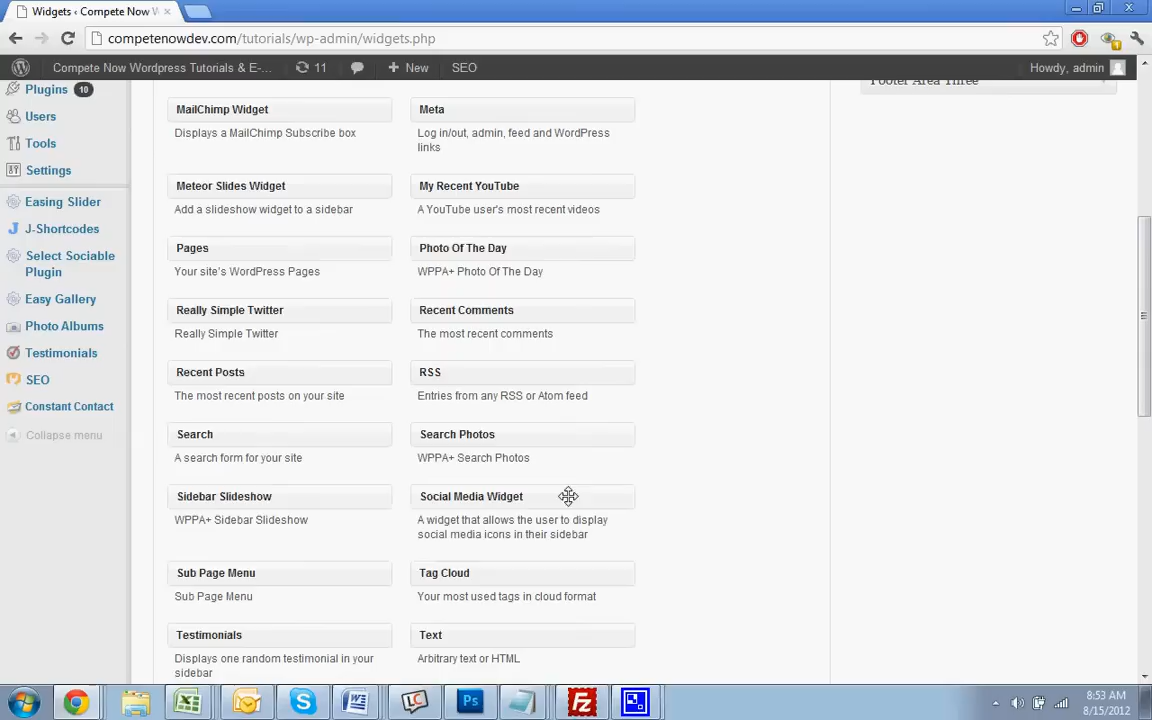 Widgets ‹ Compete Now W
competenowdev.com/tutorials/wp-admin/widgets.php
Compete Now Wordpress Tutorials & E-... 11 New SEO Howdy, admin
Plugins 10
Users
Tools
Settings
Easing Slider
J-Shortcodes
Select Sociable
Plugin
Easy Gallery
Photo Albums
Testimonials
SEO
Constant Contact
Collapse menu
Footer Area Three
MailChimp Widget
Displays a MailChimp Subscribe box
Meta
Log in/out, admin, feed and WordPress
links
Meteor Slides Widget
Add a slideshow widget to a sidebar
My Recent YouTube
A YouTube user's most recent videos
Pages
Your site's WordPress Pages
Photo Of The Day
WPPA+ Photo Of The Day
Really Simple Twitter
Really Simple Twitter
Recent Comments
The most recent comments
Recent Posts
The most recent posts on your site
RSS
Entries from any RSS or Atom feed
Search
A search form for your site
Search Photos
WPPA+ Search Photos
Sidebar Slideshow
WPPA+ Sidebar Slideshow
Social Media Widget
A widget that allows the user to display
social media icons in their sidebar
Sub Page Menu
Sub Page Menu
Tag Cloud
Your most used tags in cloud format
Testimonials
Displays one random testimonial in your
sidebar
Text
Arbitrary text or HTML
8:53 AM
8/15/2012